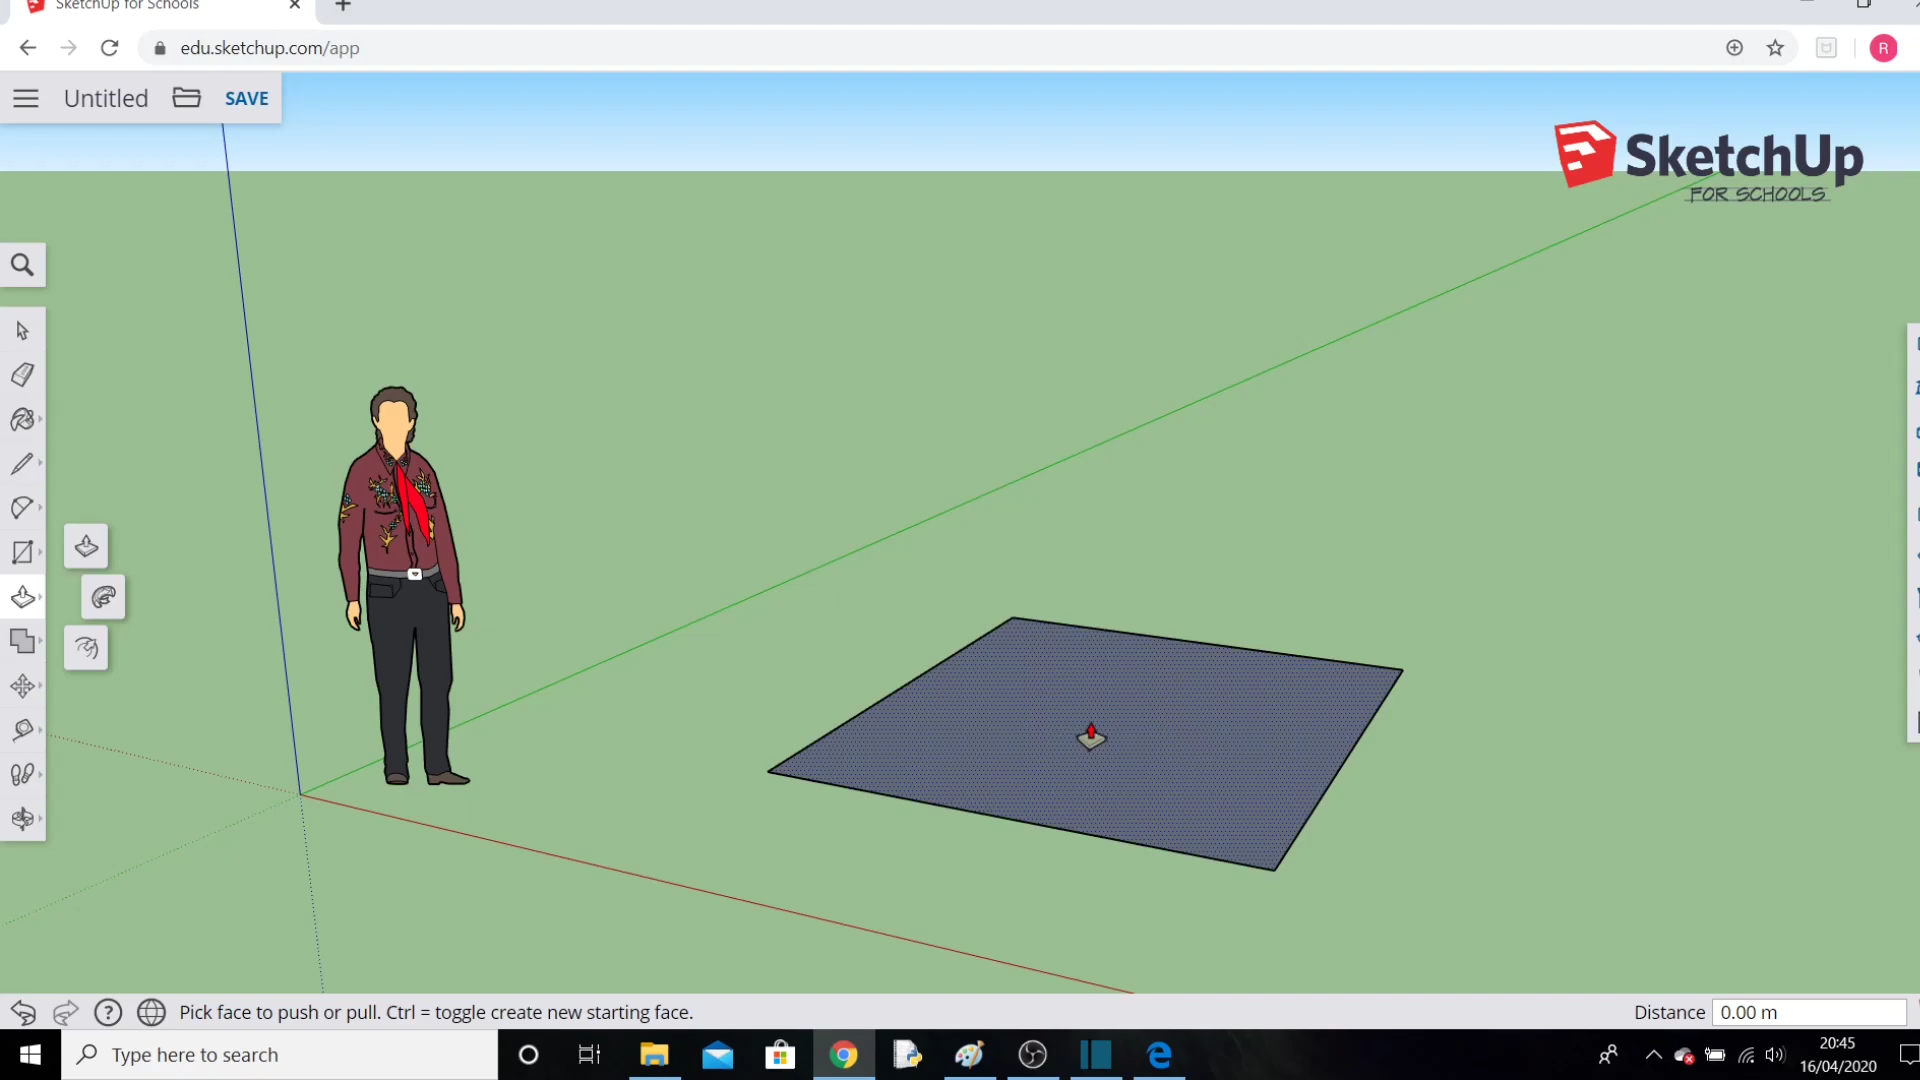 SketchUp for Schools
edu.sketchup.com/app
R
Untitled
SAVE
SketchUp
FOR SCHOOLS
Pick face to push or pull. Ctrl = toggle create new starting face.
Distance
0.00 m
Type here to search
20:45
16/04/2020